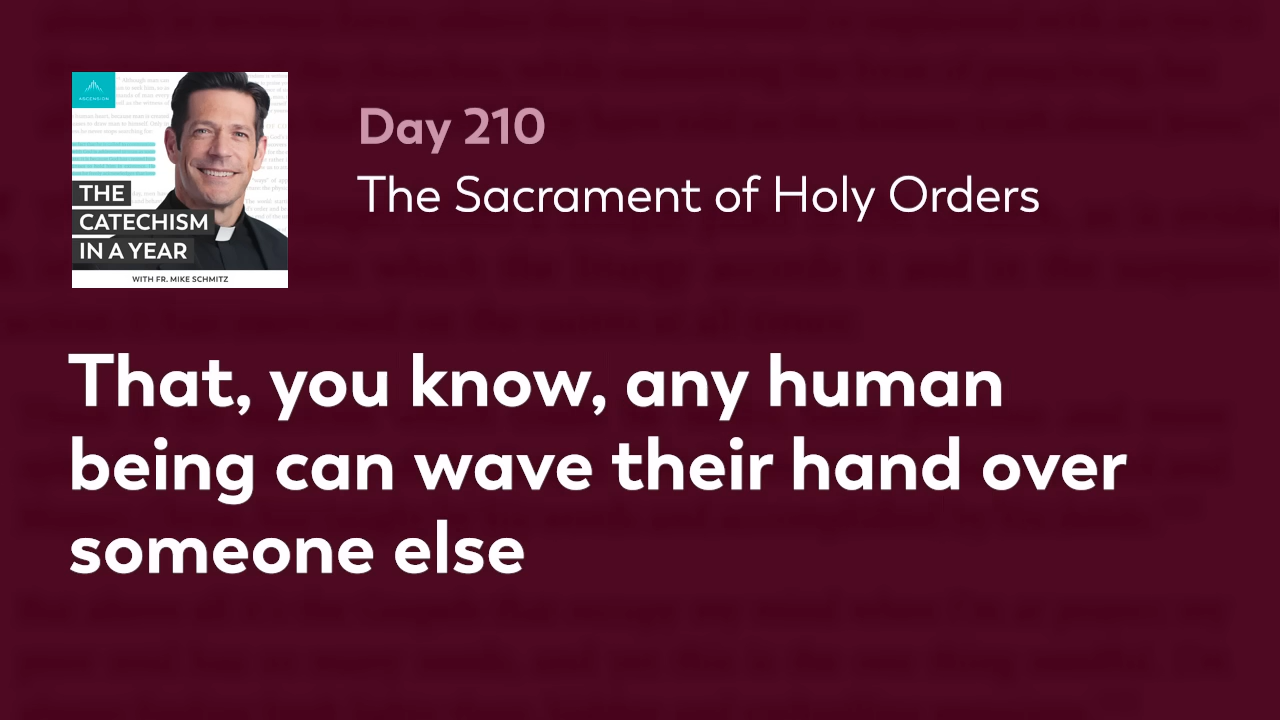 ASCENSION
THE
CATECHISM
IN A YEAR
WITH FR. MIKE SCHMITZ
Day 210
The Sacrament of Holy Orders
That, you know, any human
being can wave their hand over
someone else